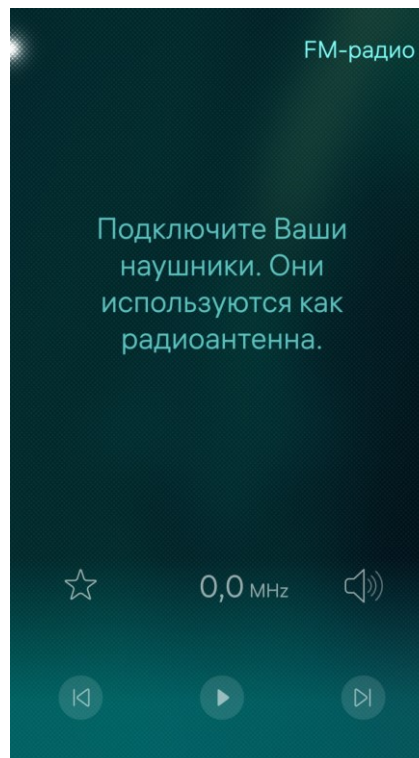 FM-радио
Подключите Ваши
наушники. Они
используются как
радиоантенна.
0,0 MHz